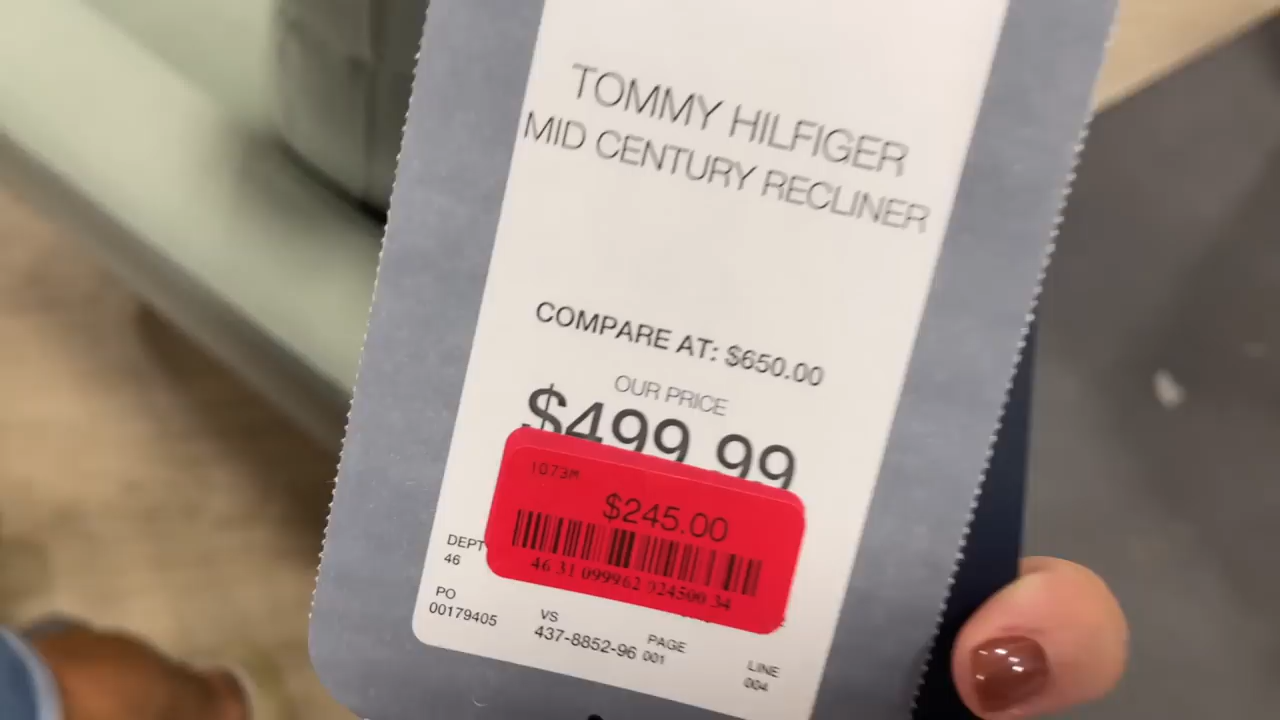 TOMMY HILFIGER
MID CENTURY RECLINER
COMPARE AT: $650.00
OUR PRICE
$499.99
1073M
$245.00
46 31 099962 024500 34
DEPT
46
PO
00179405
VS
437-8852-96
PAGE
001
LINE
004